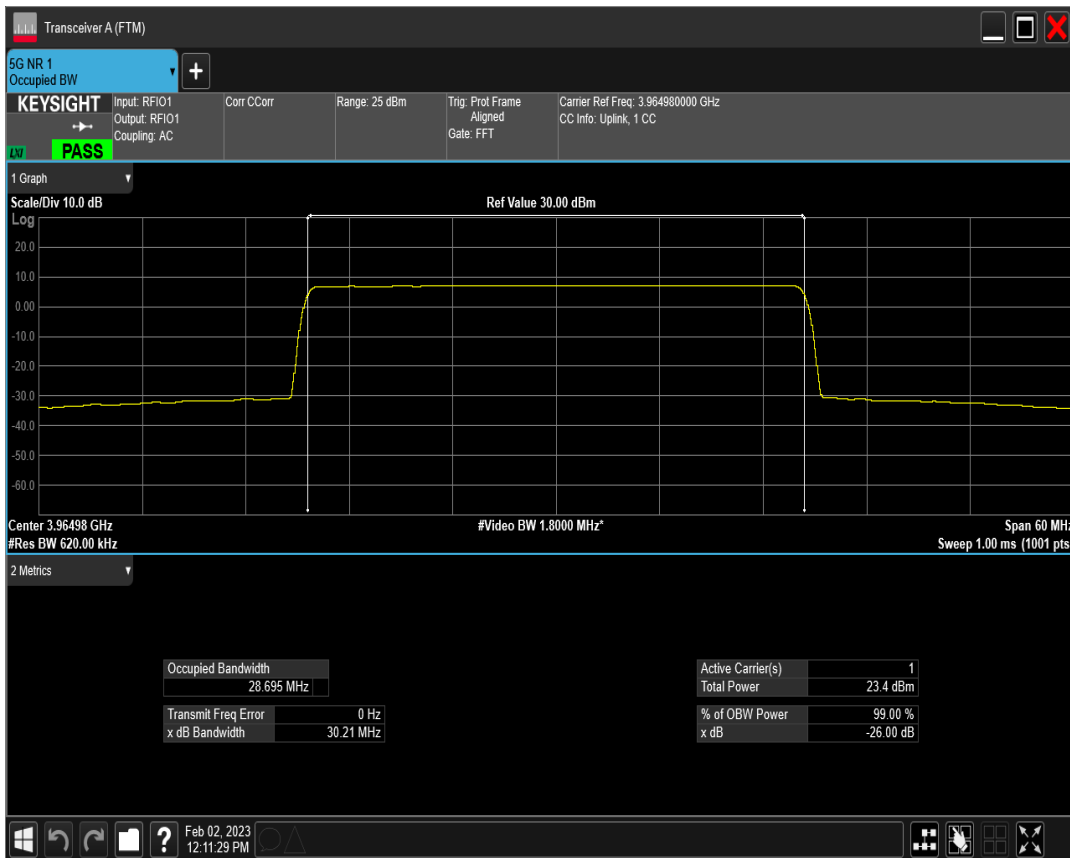 Transceiver A (FTM)
5G NR 1
Occupied BW
+
KEYSIGHT
LXI
PASS
Input: RFIO1
Output: RFIO1
Coupling: AC
Corr CCorr
Range: 25 dBm
Trig: Prot Frame
Aligned
Gate: FFT
Carrier Ref Freq: 3.964980000 GHz
CC Info: Uplink, 1 CC
1 Graph
Scale/Div 10.0 dB
Ref Value 30.00 dBm
Log
20.0
10.0
0.00
-10.0
-20.0
-30.0
-40.0
-50.0
-60.0
Center 3.96498 GHz
#Video BW 1.8000 MHz*
Span 60 MHz
#Res BW 620.00 kHz
Sweep 1.00 ms (1001 pts
2 Metrics
Occupied Bandwidth
28.695 MHz
Transmit Freq Error 0 Hz
x dB Bandwidth 30.21 MHz
Active Carrier(s) 1
Total Power 23.4 dBm
% of OBW Power 99.00 %
x dB -26.00 dB
?
Feb 02, 2023
12:11:29 PM